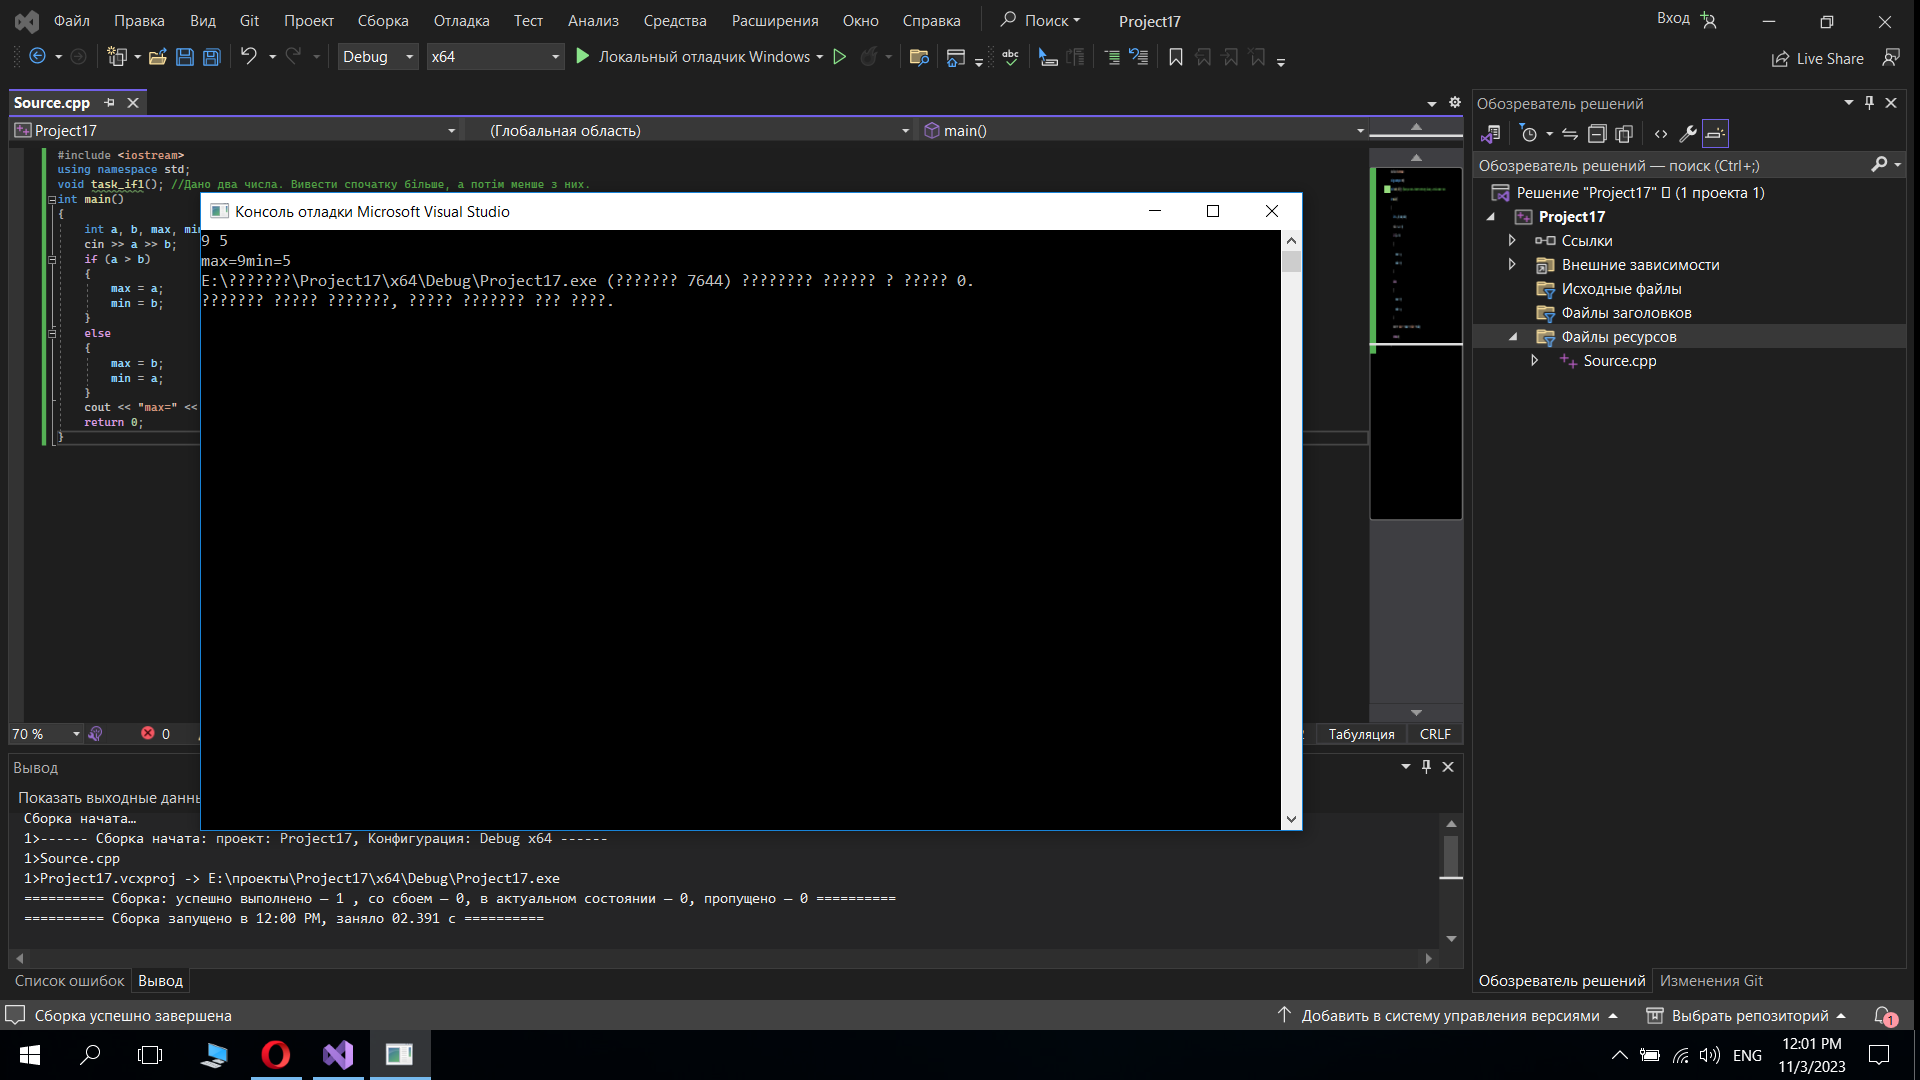 Файл Правка Вид Git Проект Сборка Отладка Тест Анализ Средства Расширения Окно Справка Поиск Project17 Вход
Debug x64 Локальный отладчик Windows Live Share
Source.cpp
Project17 (Глобальная область) main()
#include <iostream>
using namespace std;
void task_if1(); //Дано два числа. Вивести спочатку більше, а потім менше з них.
int main()
{
int a, b, max,
cin >> a >> b;
if (a > b)
{
max = a;
min = b;
}
else
{
max = b;
min = a;
}
cout << "max=" <<
return 0;
}
Консоль отладки Microsoft Visual Studio
9 5
max=9min=5
E:\???????\Project17\x64\Debug\Project17.exe (??????? 7644) ???????? ?????? ? ????? 0.
??????? ????? ???????, ????? ??????? ??? ????.
70 % 0 Табуляция CRLF
Вывод
Показать выходные
Сборка начата…
1>------ Сборка начата: проект: Project17, Конфигурация: Debug x64 ------
1>Source.cpp
1>Project17.vcxproj -> E:\проекты\Project17\x64\Debug\Project17.exe
========== Сборка: успешно выполнено — 1 , со сбоем — 0, в актуальном состоянии — 0, пропущено — 0 ==========
========== Сборка запущено в 12:00 PM, заняло 02.391 с ==========
Список ошибок Вывод
Обозреватель решений
Обозреватель решений — поиск (Ctrl+;)
Решение "Project17" (1 проекта 1)
Project17
Ссылки
Внешние зависимости
Исходные файлы
Файлы заголовков
Файлы ресурсов
Source.cpp
Обозреватель решений Изменения Git
Сборка успешно завершена Добавить в систему управления версиями Выбрать репозиторий 1
ENG 12:01 PM
11/3/2023